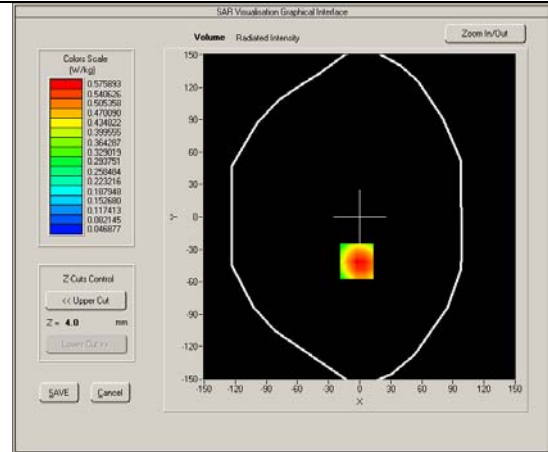 SAR Visualisation Graphical Interface
Volume Radiated Intensity
Zoom In/Out
Colors Scale
(W/kg)
0.575893
0.540626
0.505358
0.470090
0.434822
0.399555
0.364287
0.329019
0.293751
0.258484
0.223216
0.187948
0.152680
0.117413
0.082145
0.046877
Z Cuts Control
<< Upper Cut
Z = 4.0 mm
Lower Cut >>
SAVE Cancel
150
120
90
60
30
0
-30
-60
-90
-120
-150
Y
-150 -120 -90 -60 -30 0 30 60 90 120 150
X